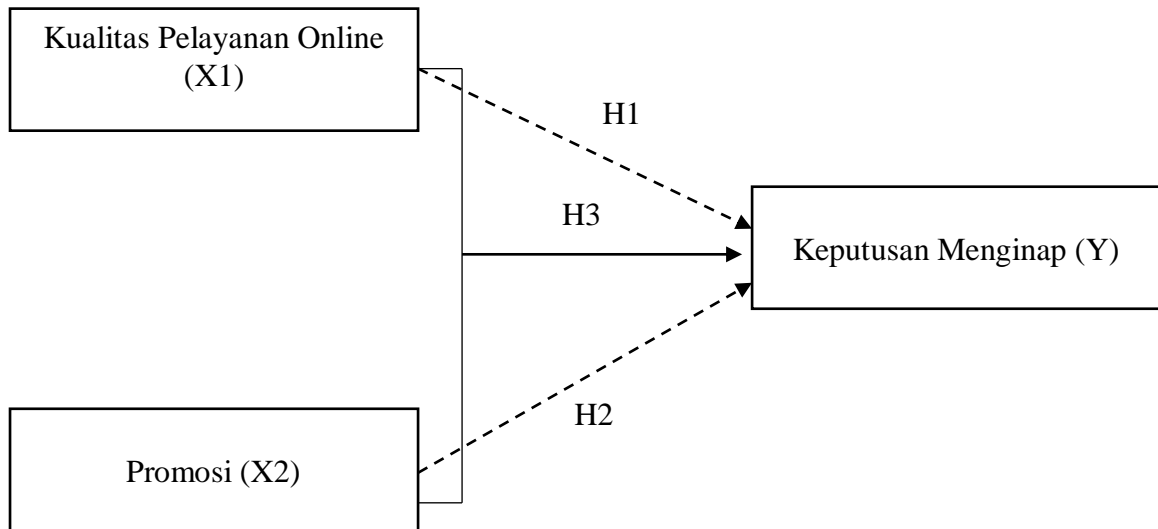 Kualitas Pelayanan Online
(X1)
H1
H3
Keputusan Menginap (Y)
H2
Promosi (X2)